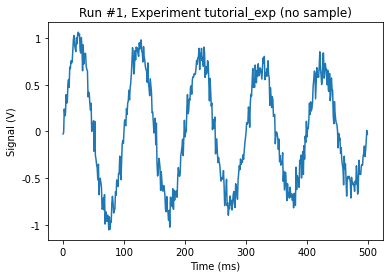 Run #1, Experiment tutorial_exp (no sample)
1
0.5
0
-0.5
-1
Signal (V)
0 100 200 300 400 500
Time (ms)